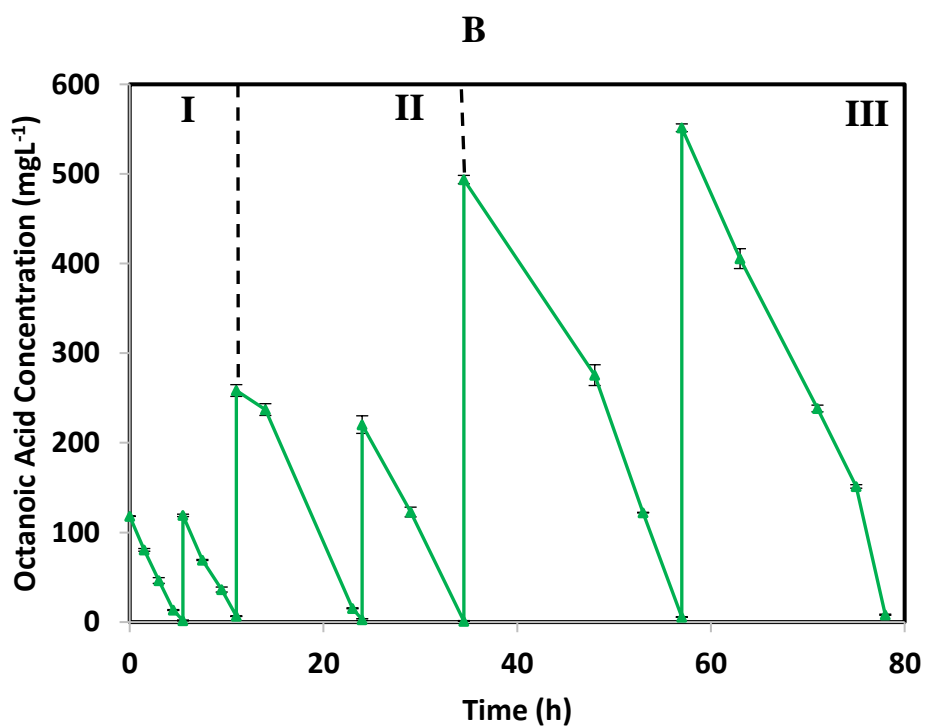 B
600
I
II
III
500
400
300
200
100
0
0 20 40 60 80
Time (h)
Octanoic Acid Concentration (mgL⁻¹)